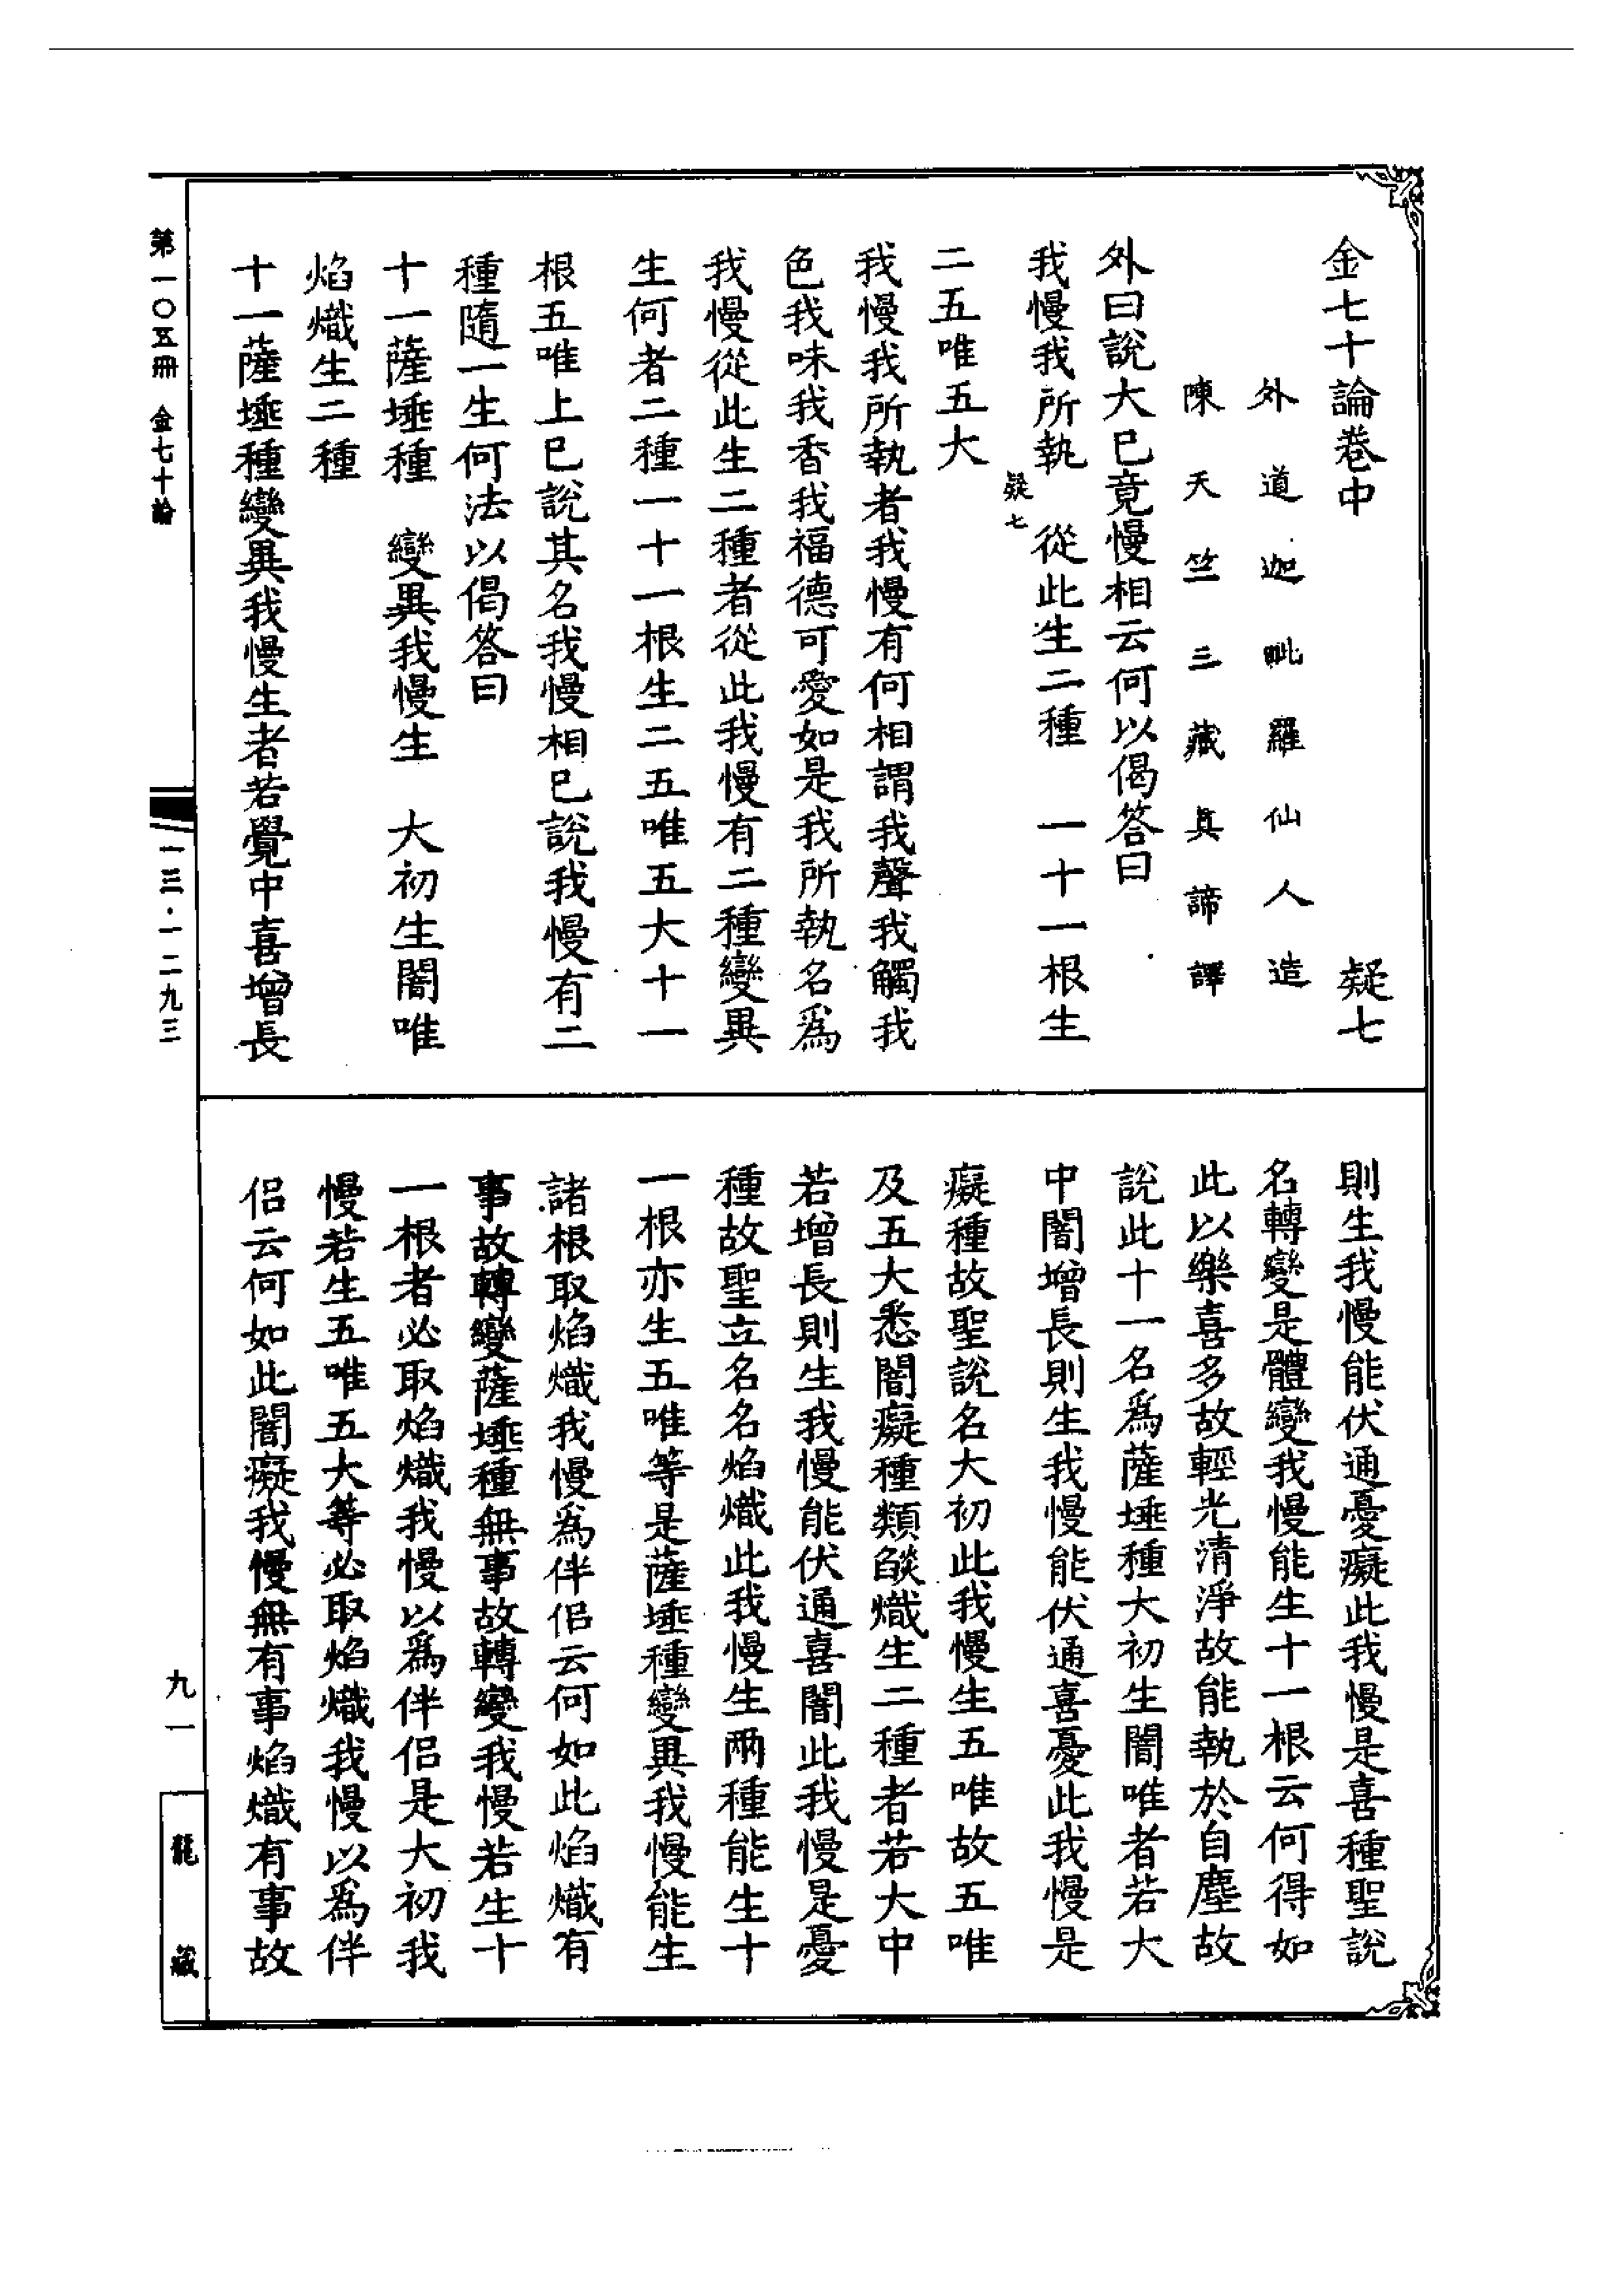 金七十論卷中　疑七
外道迦毗羅仙人造
陳天竺三藏真諦譯
外曰說大已竟慢相云何以偈答曰
我慢我所執　從此生二種　一十一根生
疑七
二五唯五大
我慢我所執者我慢有何相謂我聲我觸我
色我味我香我福德可愛如是我所執名爲
我慢從此生二種者從此我慢有二種變異
生何者二種一十一根生二五唯五大十一
根五唯上已說其名我慢相已說我慢有二
種隨一生何法以偈答曰
十一薩埵種　變異我慢生　大初生闇唯
焰熾生二種
十一薩埵種變異我慢生者若覺中喜增長
則生我慢能伏通憂癡此我慢是喜種聖說
名轉變是體變我慢能生十一根云何得如
此以樂喜多故輕光清淨故能執於自塵故
說此十一名爲薩埵種大初生闇唯者若大
中闇增長則生我慢能伏通喜憂此我慢是
癡種故聖說名大初此我慢生五唯故五唯
及五大悉闇癡種類燄熾生二種者若大中
若增長則生我慢能伏通喜闇此我慢是憂
種故聖立名名焰熾此我慢生兩種能生十
一根亦生五唯等是薩埵種變異我慢能生
諸根取焰熾我慢爲伴侶云何如此焰熾有
事故轉變薩埵種無事故轉變我慢若生十
一根者必取焰熾我慢以爲伴侶是大初我
慢若生五唯五大等必取焰熾我慢以爲伴
侶云何如此闇癡我慢無有事焰熾有事故
第一〇五冊　金七十論
一三·一二九三
九一
龍藏